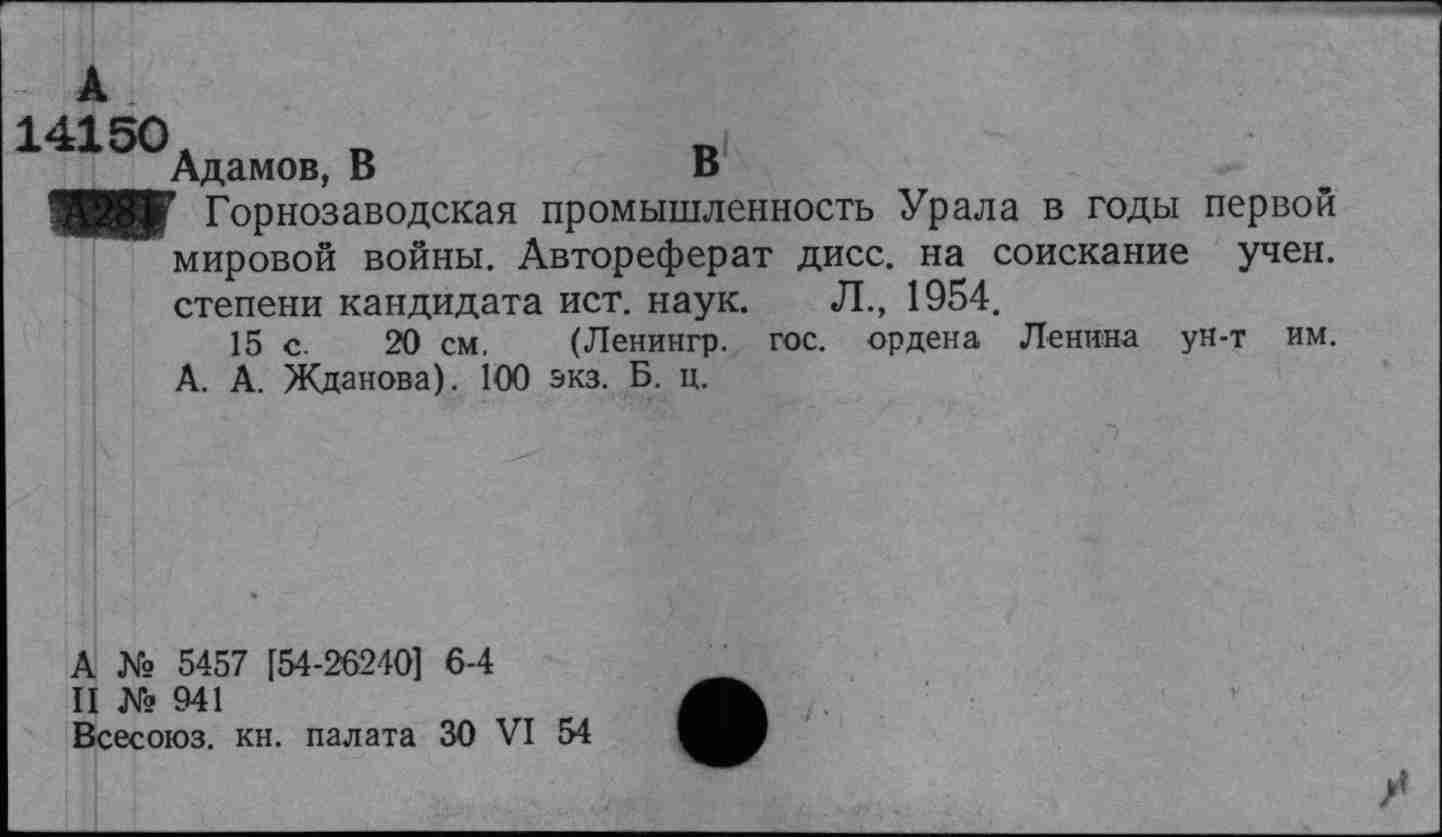 А
14150
Адамов, В В
Горнозаводская промышленность Урала в годы первой
мировой войны. Автореферат дисс. на соискание учен.
степени кандидата ист. наук. Л., 1954.
15 с. 20 см. (Ленингр. гос. ордена Ленина ун-т им.
А. А. Жданова). 100 экз. Б. ц.
А № 5457 [54-26240] 6-4
II № 941
Всесоюз. кн. палата 30 VI 54